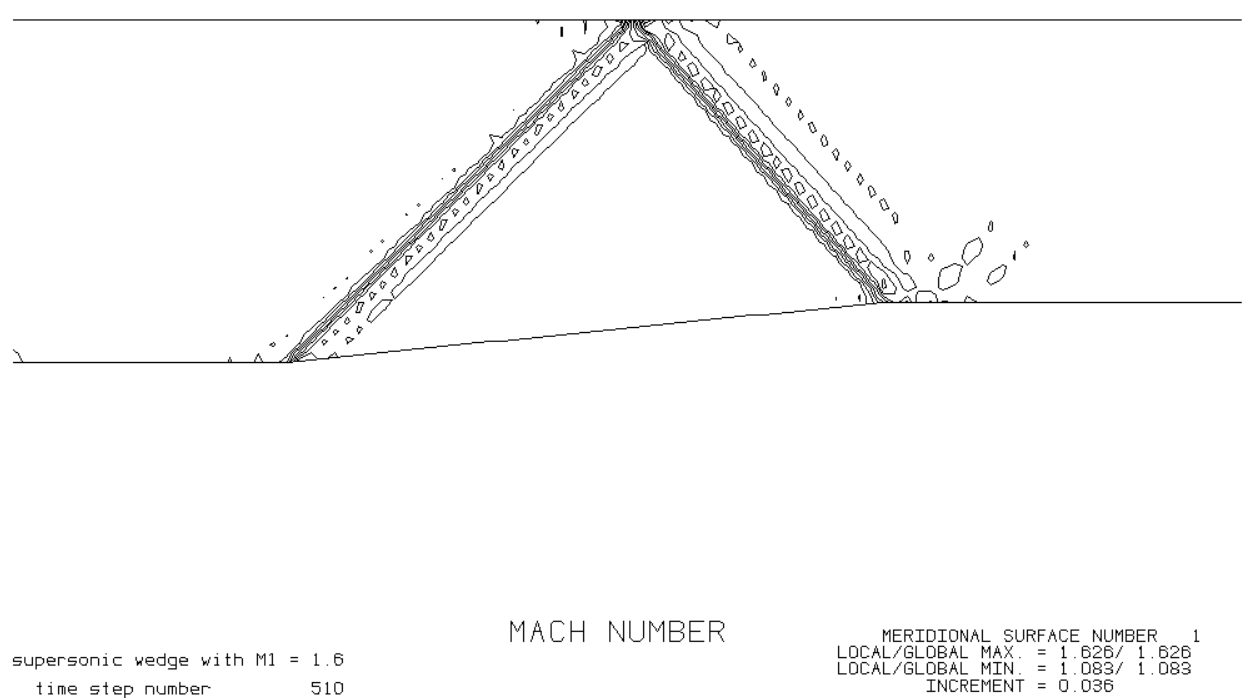 MACH NUMBER
supersonic wedge with M1 = 1.6
time step number 510
MERIDIONAL SURFACE NUMBER 1
LOCAL/GLOBAL MAX. = 1.626/ 1.626
LOCAL/GLOBAL MIN. = 1.083/ 1.083
INCREMENT = 0.036